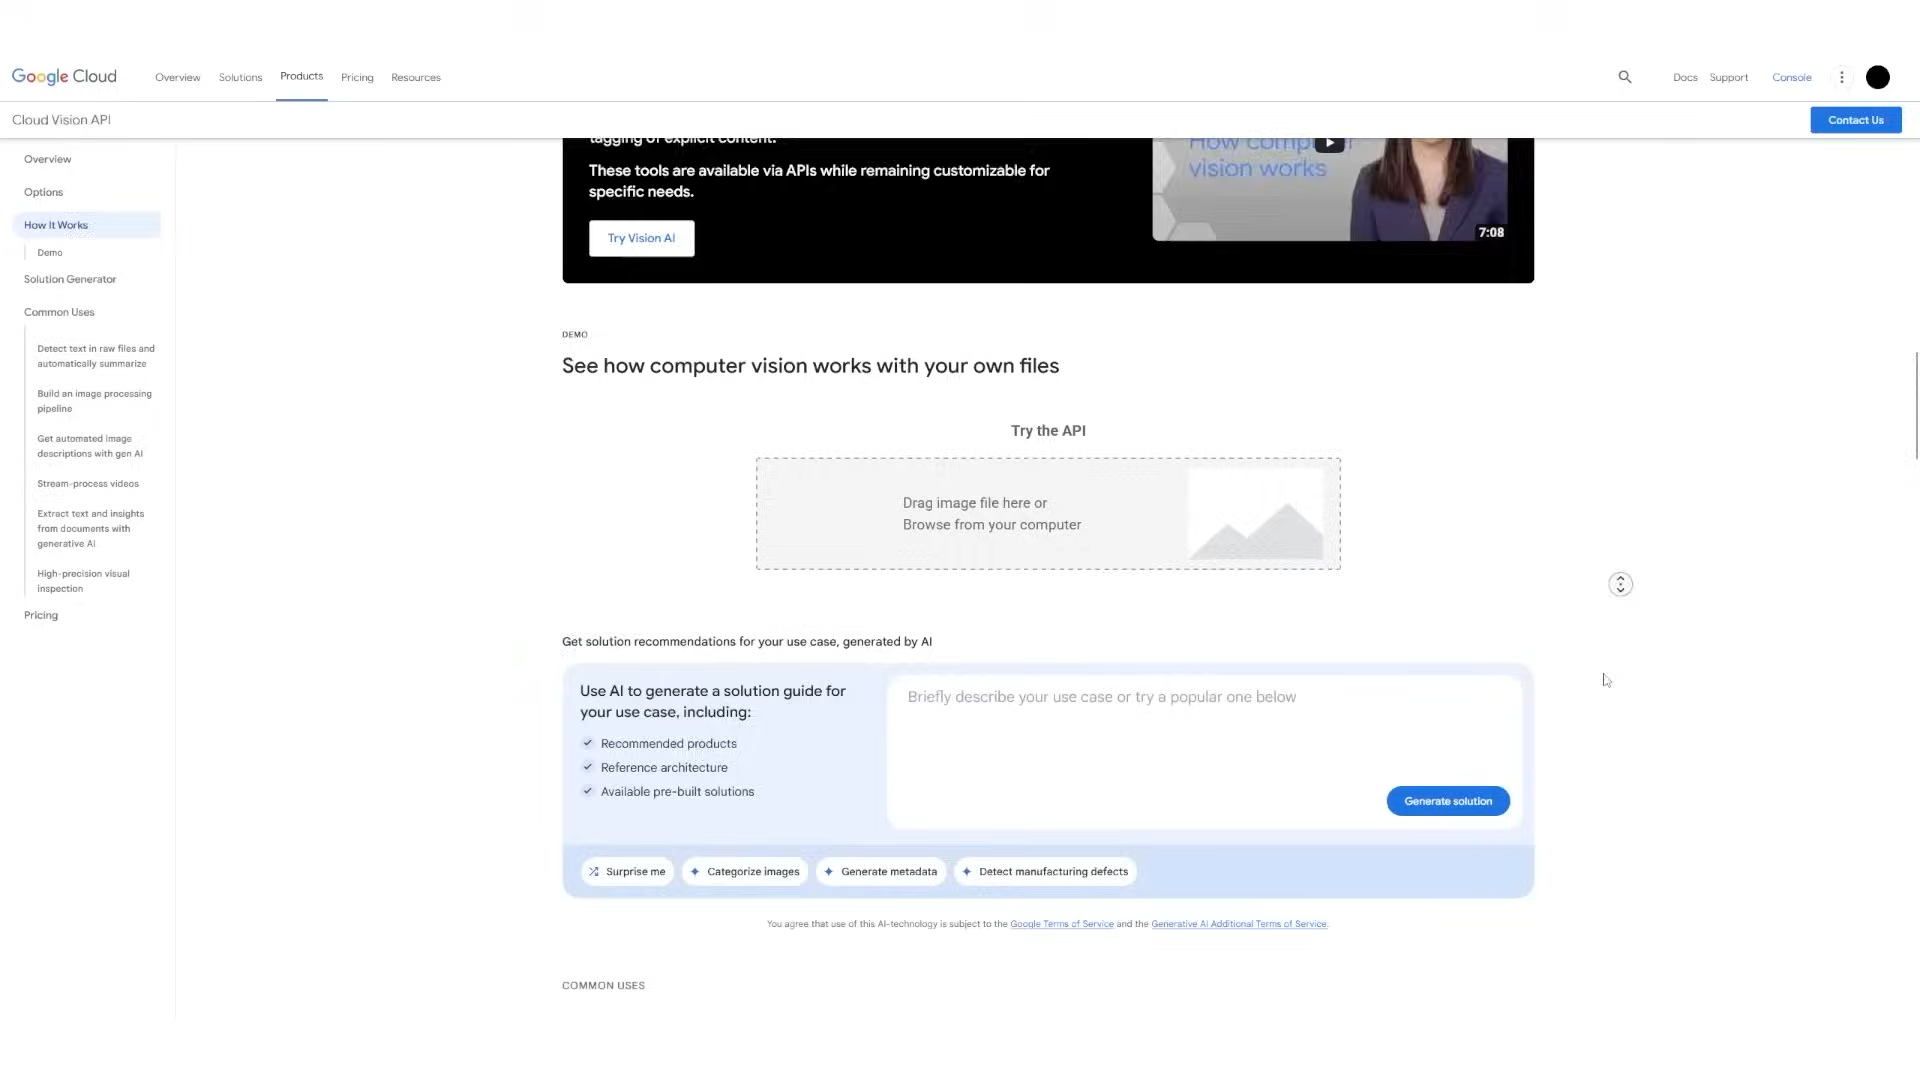 Google Cloud
Overview
Solutions
Products
Pricing
Resources
Docs
Support
Console
Cloud Vision API
Contact Us
Overview
Options
How It Works
Demo
Solution Generator
Common Uses
Detect text in raw files and
automatically summarize
Build an image processing
pipeline
Get automated image
descriptions with gen AI
Stream-process videos
Extract text and insights
from documents with
generative AI
High-precision visual
inspection
Pricing
tagging of explicit content.
These tools are available via APIs while remaining customizable for
specific needs.
Try Vision AI
How computer
vision works
7:08
DEMO
See how computer vision works with your own files
Try the API
Drag image file here or
Browse from your computer
Get solution recommendations for your use case, generated by AI
Use AI to generate a solution guide for
your use case, including:
Recommended products
Reference architecture
Available pre-built solutions
Briefly describe your use case or try a popular one below
Generate solution
Surprise me
Categorize images
Generate metadata
Detect manufacturing defects
You agree that use of this AI-technology is subject to the Google Terms of Service and the Generative AI Additional Terms of Service.
COMMON USES